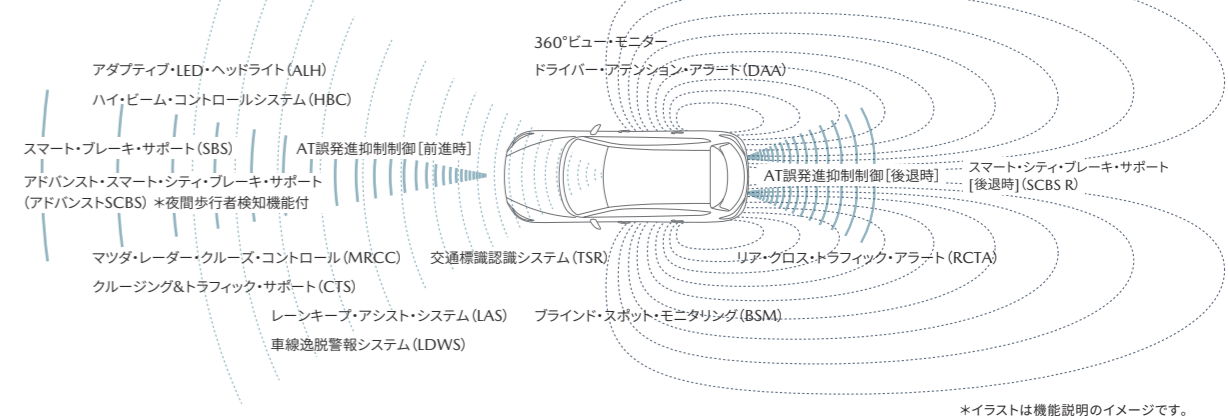 360°ビュー・モニター
アダプティブ・LED・ヘッドライト（ALH）
ドライバー・アテンション・アラート（DAA）
ハイ・ビーム・コントロールシステム（HBC）
スマート・ブレーキ・サポート（SBS）
AT誤発進抑制制御［前進時］
アドバンスト・スマート・シティ・ブレーキ・サポート
（アドバンストSCBS）＊夜間歩行者検知機能付
AT誤発進抑制制御［後退時］
スマート・シティ・ブレーキ・サポート
［後退時］（SCBS R）
マツダ・レーダー・クルーズ・コントロール（MRCC）
交通標識認識システム（TSR）
リア・クロス・トラフィック・アラート（RCTA）
クルージング&トラフィック・サポート（CTS）
レーンキープ・アシスト・システム（LAS）
ブラインド・スポット・モニタリング（BSM）
車線逸脱警報システム（LDWS）
＊イラストは機能説明のイメージです。